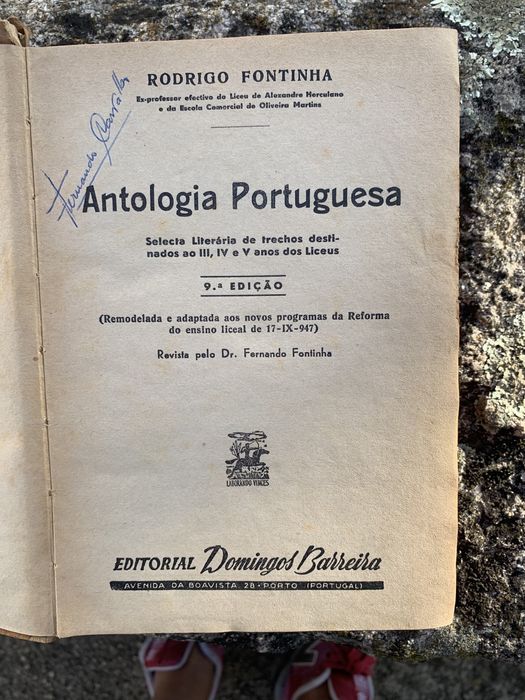 RODRIGO FONTINHA
Ex-professor efectivo do Liceu de Alexandre Herculano
e da Escola Comercial de Oliveira Martins
Fernando
Antologia Portuguesa
Selecta Literária de trechos desti-
nados ao III, IV e V anos dos Liceus
9.ª EDIÇÃO
(Remodelada e adaptada aos novos programas da Reforma
do ensino liceal de 17-IX-947)
Revista pelo Dr. Fernando Fontinha
LABORANDO VINCES
EDITORIAL Domingos Barreira
AVENIDA DA BOAVISTA, 28 · PORTO (PORTUGAL)